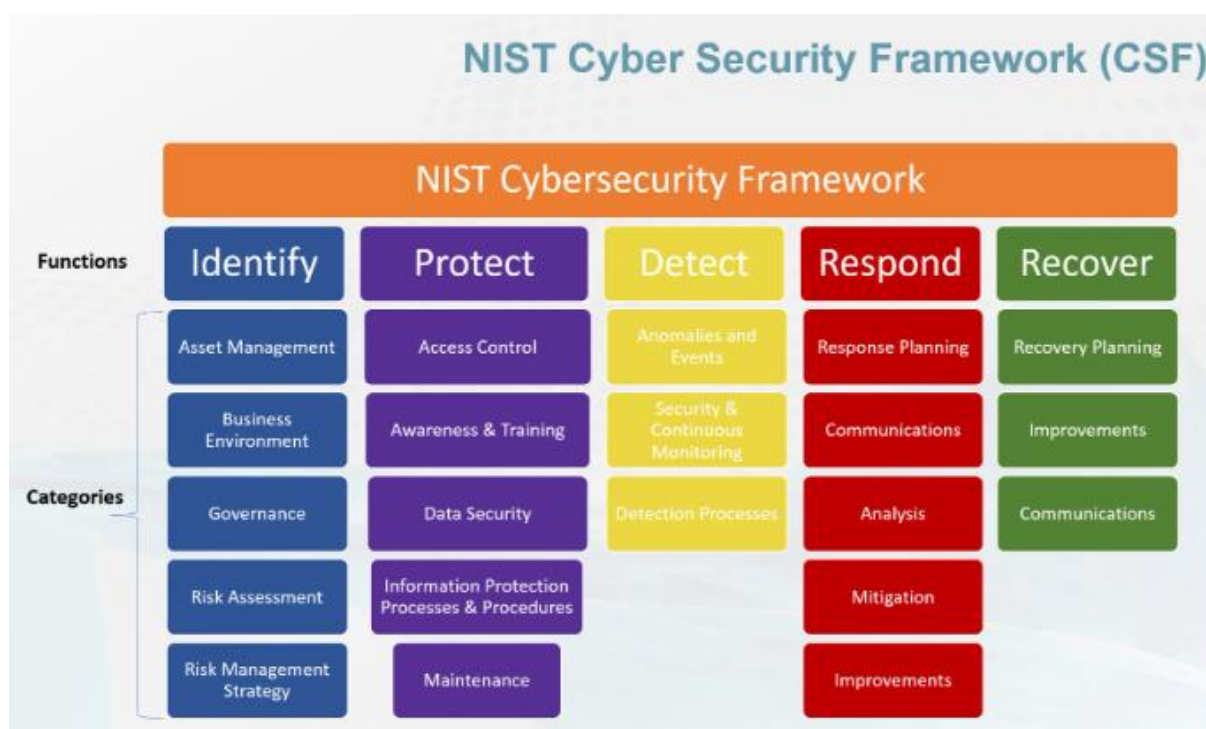 NIST Cyber Security Framework (CSF)
NIST Cybersecurity Framework
Functions
Identify
Protect
Detect
Respond
Recover
Categories
Asset Management
Access Control
Anomalies and
Events
Response Planning
Recovery Planning
Business
Environment
Awareness & Training
Security &
Continuous
Monitoring
Communications
Improvements
Governance
Data Security
Detection Processes
Analysis
Communications
Risk Assessment
Information Protection
Processes & Procedures
Mitigation
Risk Management
Strategy
Maintenance
Improvements